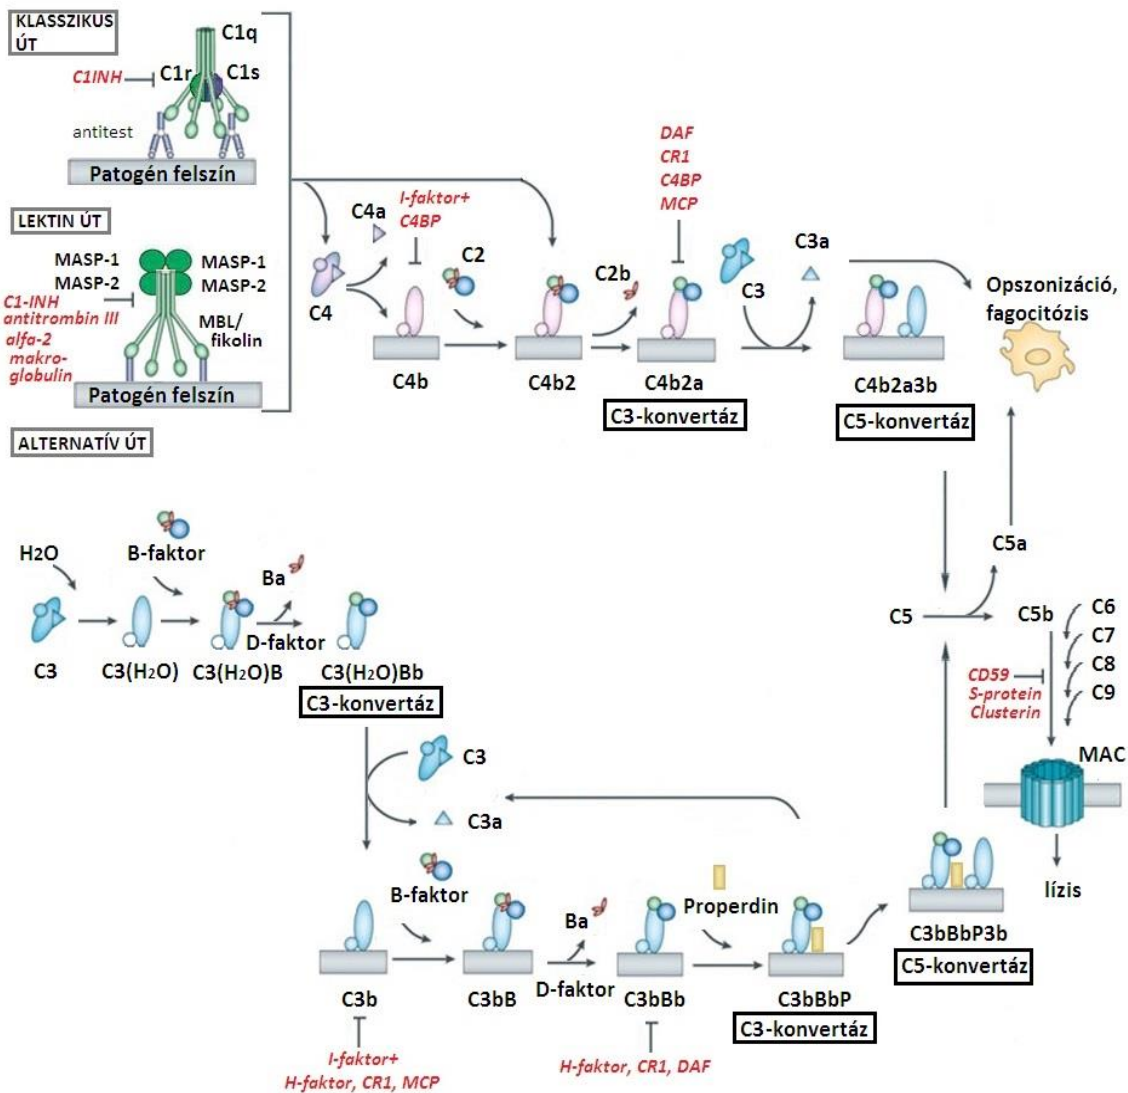 KLASSZIKUS
ÚT
C1q
C1INH
C1r
C1s
antitest
Patogén felszín
LEKTIN ÚT
MASP-1
MASP-1
MASP-2
MASP-2
C1-INH
antitrombin III
alfa-2
makro-
globulin
MBL/
fikolin
Patogén felszín
C4
C4a
I-faktor+
C4BP
C4b
C2
C4b2
C2b
DAF
CR1
C4BP
MCP
C4b2a
C3-konvertáz
C3
C3a
C4b2a3b
C5-konvertáz
Opszonizáció,
fagocitózis
ALTERNATÍV ÚT
H2O
C3
C3(H2O)
B-faktor
C3(H2O)B
Ba
D-faktor
C3(H2O)Bb
C3-konvertáz
C3
C3a
C3b
I-faktor+
H-faktor, CR1, MCP
B-faktor
C3bB
Ba
D-faktor
C3bBb
H-faktor, CR1, DAF
Properdin
C3bBbP
C3-konvertáz
C3bBbP3b
C5-konvertáz
C5
C5a
C5b
C6
C7
C8
C9
CD59
S-protein
Clusterin
MAC
lízis